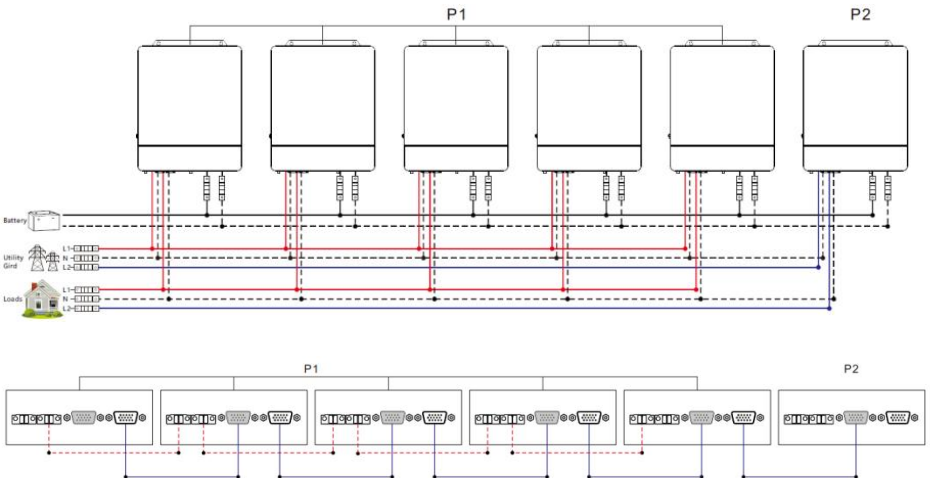 P1 P2
Battery
Utility
Gird
L1
N
L2
Loads
L1
N
L2
P1 P2